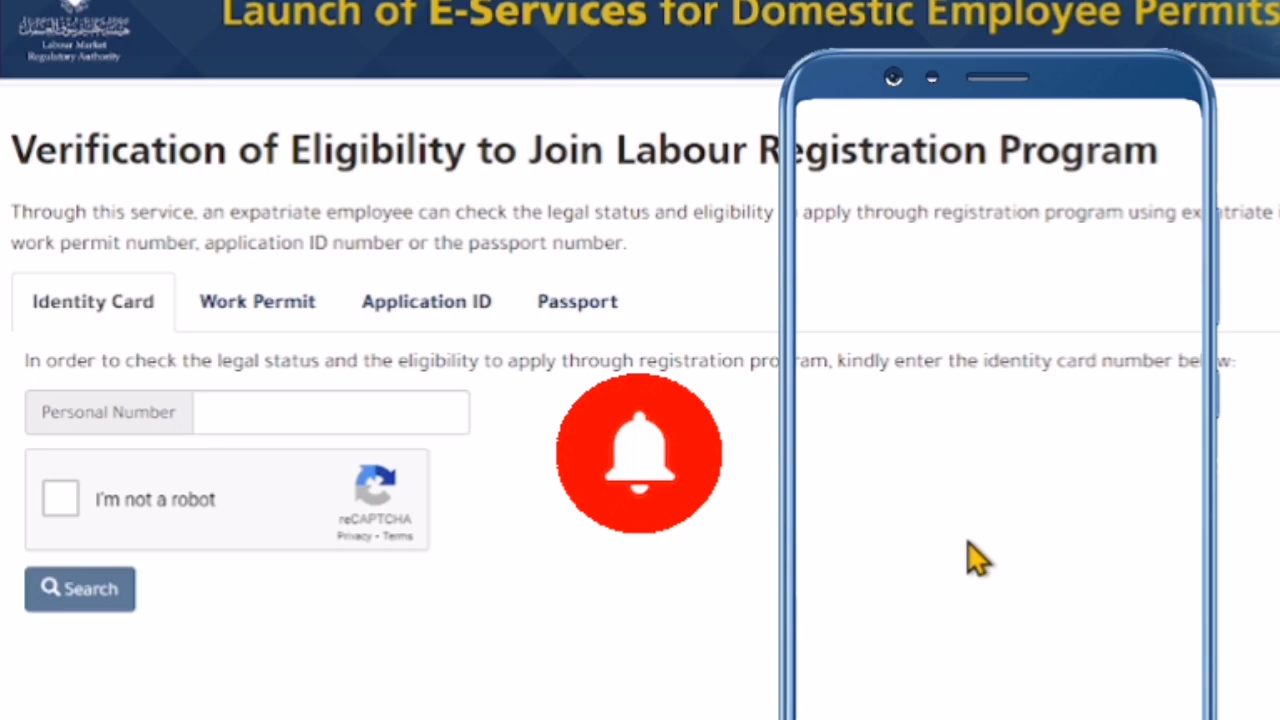 Launch of E-Services for Domestic Employee Permits
Labour Market
Regulatory Authority
Verification of Eligibility to Join Labour Registration Program
Through this service, an expatriate employee can check the legal status and eligibility apply through registration program using
work permit number, application ID number or the passport number.
Identity Card Work Permit Application ID Passport
In order to check the legal status and the eligibility to apply through registration program, kindly enter the identity card number below:
Personal Number
I'm not a robot
reCAPTCHA
Privacy - Terms
Search